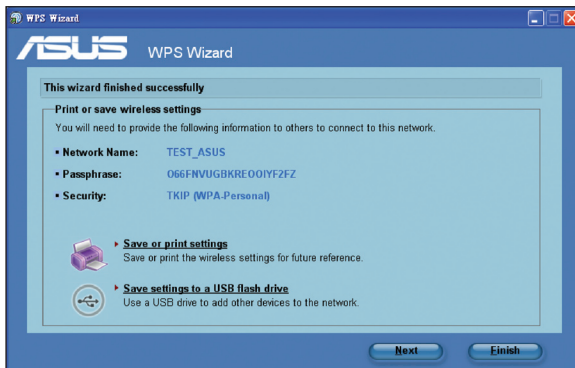 WPS Wizard
ASUS WPS Wizard
This wizard finished successfully
Print or save wireless settings
You will need to provide the following information to others to connect to this network.
▪ Network Name: TEST_ASUS
▪ Passphrase: O66FNVUGBKREOOIYF2FZ
▪ Security: TKIP (WPA-Personal)
Save or print settings
Save or print the wireless settings for future reference.
Save settings to a USB flash drive
Use a USB drive to add other devices to the network.
Next Finish